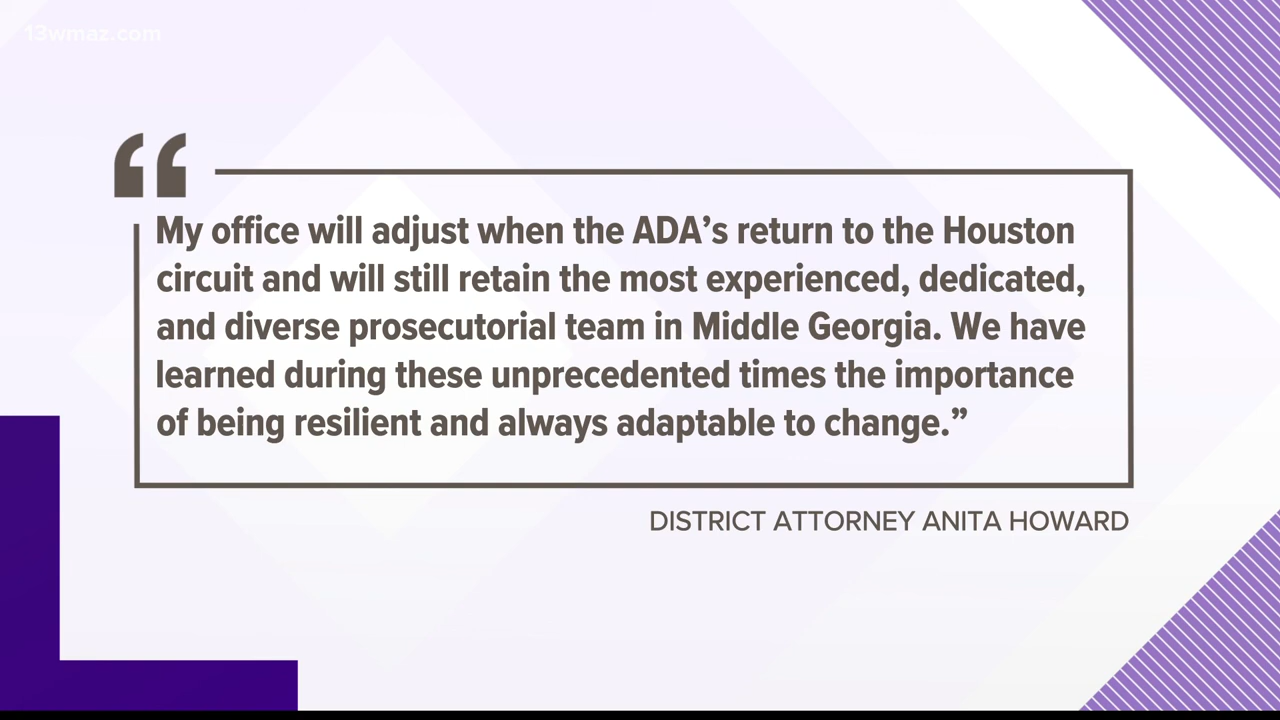 13wmaz.com
“
My office will adjust when the ADA’s return to the Houston
circuit and will still retain the most experienced, dedicated,
and diverse prosecutorial team in Middle Georgia. We have
learned during these unprecedented times the importance
of being resilient and always adaptable to change.”
DISTRICT ATTORNEY ANITA HOWARD